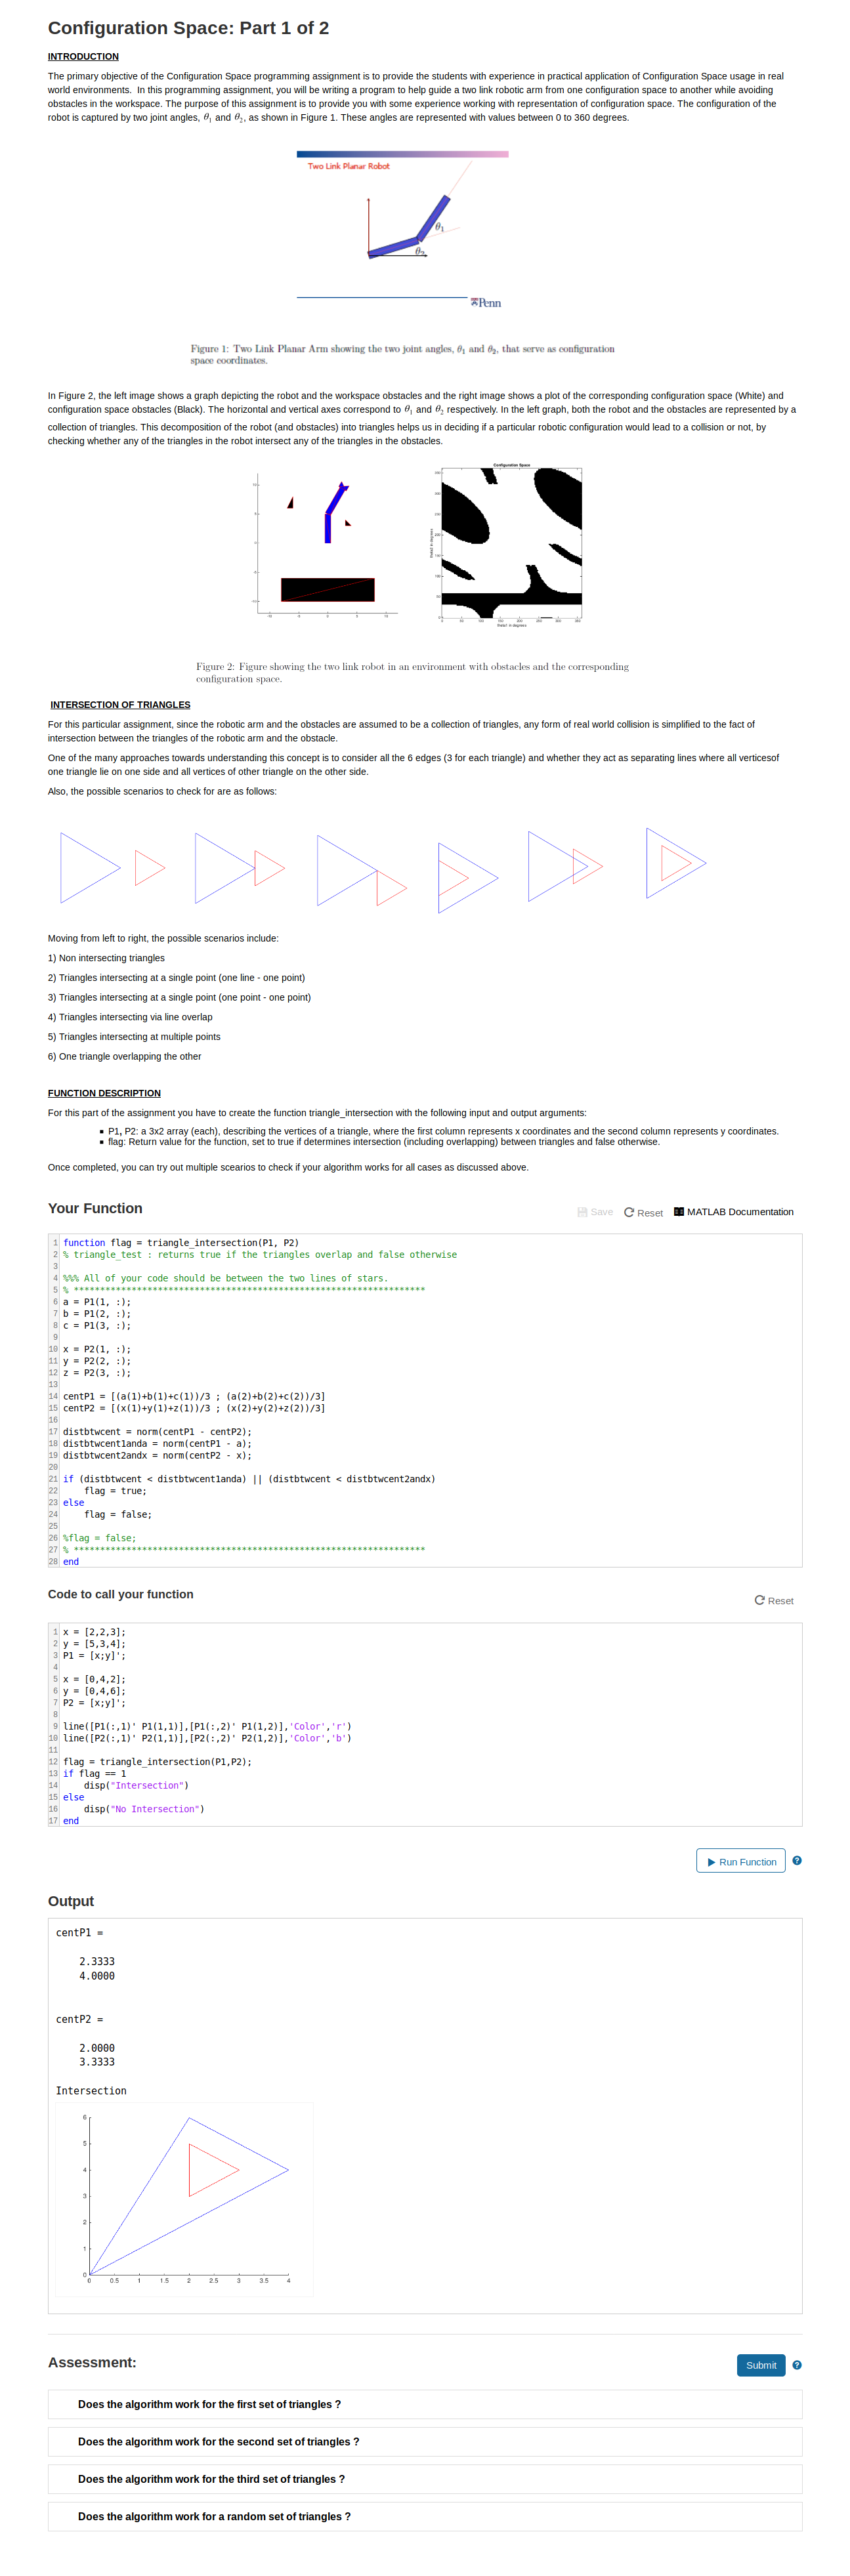 Configuration Space: Part 1 of 2
INTRODUCTION
The primary objective of the Configuration Space programming assignment is to provide the students with experience in practical application of Configuration Space usage in real
world environments.  In this programming assignment, you will be writing a program to help guide a two link robotic arm from one configuration space to another while avoiding
obstacles in the workspace. The purpose of this assignment is to provide you with some experience working with representation of configuration space. The configuration of the
robot is captured by two joint angles, θ1 and θ2, as shown in Figure 1. These angles are represented with values between 0 to 360 degrees.
Two Link Planar Robot
θ1
θ2
Penn
Figure 1: Two Link Planar Arm showing the two joint angles, θ1 and θ2, that serve as configuration
space coordinates.
In Figure 2, the left image shows a graph depicting the robot and the workspace obstacles and the right image shows a plot of the corresponding configuration space (White) and
configuration space obstacles (Black). The horizontal and vertical axes correspond to θ1 and θ2 respectively. In the left graph, both the robot and the obstacles are represented by a
collection of triangles. This decomposition of the robot (and obstacles) into triangles helps us in deciding if a particular robotic configuration would lead to a collision or not, by
checking whether any of the triangles in the robot intersect any of the triangles in the obstacles.
Configuration Space
Figure 2: Figure showing the two link robot in an environment with obstacles and the corresponding
configuration space.
INTERSECTION OF TRIANGLES
For this particular assignment, since the robotic arm and the obstacles are assumed to be a collection of triangles, any form of real world collision is simplified to the fact of
intersection between the triangles of the robotic arm and the obstacle.
One of the many approaches towards understanding this concept is to consider all the 6 edges (3 for each triangle) and whether they act as separating lines where all verticesof
one triangle lie on one side and all vertices of other triangle on the other side.
Also, the possible scenarios to check for are as follows:
Moving from left to right, the possible scenarios include:
1) Non intersecting triangles
2) Triangles intersecting at a single point (one line - one point)
3) Triangles intersecting at a single point (one point - one point)
4) Triangles intersecting via line overlap
5) Triangles intersecting at multiple points
6) One triangle overlapping the other
FUNCTION DESCRIPTION
For this part of the assignment you have to create the function triangle_intersection with the following input and output arguments:
▪ P1, P2: a 3x2 array (each), describing the vertices of a triangle, where the first column represents x coordinates and the second column represents y coordinates.
▪ flag: Return value for the function, set to true if determines intersection (including overlapping) between triangles and false otherwise.
Once completed, you can try out multiple scearios to check if your algorithm works for all cases as discussed above.
Your Function
Save Reset MATLAB Documentation
1 function flag = triangle_intersection(P1, P2)
2 % triangle_test : returns true if the triangles overlap and false otherwise
3
4 %%% All of your code should be between the two lines of stars.
5 % *******************************************************************
6 a = P1(1, :);
7 b = P1(2, :);
8 c = P1(3, :);
9
10 x = P2(1, :);
11 y = P2(2, :);
12 z = P2(3, :);
13
14 centP1 = [(a(1)+b(1)+c(1))/3 ; (a(2)+b(2)+c(2))/3]
15 centP2 = [(x(1)+y(1)+z(1))/3 ; (x(2)+y(2)+z(2))/3]
16
17 distbtwcent = norm(centP1 - centP2);
18 distbtwcent1anda = norm(centP1 - a);
19 distbtwcent2andx = norm(centP2 - x);
20
21 if (distbtwcent < distbtwcent1anda) || (distbtwcent < distbtwcent2andx)
22     flag = true;
23 else
24     flag = false;
25
26 %flag = false;
27 % *******************************************************************
28 end
Code to call your function
Reset
1 x = [2,2,3];
2 y = [5,3,4];
3 P1 = [x;y]';
4
5 x = [0,4,2];
6 y = [0,4,6];
7 P2 = [x;y]';
8
9 line([P1(:,1)' P1(1,1)],[P1(:,2)' P1(1,2)],'Color','r')
10 line([P2(:,1)' P2(1,1)],[P2(:,2)' P2(1,2)],'Color','b')
11
12 flag = triangle_intersection(P1,P2);
13 if flag == 1
14     disp("Intersection")
15 else
16     disp("No Intersection")
17 end
Run Function ?
Output
centP1 =
2.3333
4.0000
centP2 =
2.0000
3.3333
Intersection
6
5
4
3
2
1
0
0 0.5 1 1.5 2 2.5 3 3.5 4
Assessment:
Submit ?
Does the algorithm work for the first set of triangles ?
Does the algorithm work for the second set of triangles ?
Does the algorithm work for the third set of triangles ?
Does the algorithm work for a random set of triangles ?